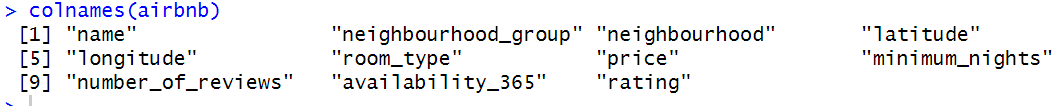 > colnames(airbnb)
 [1] "name"                "neighbourhood_group" "neighbourhood"       "latitude"
 [5] "longitude"           "room_type"           "price"               "minimum_nights"
 [9] "number_of_reviews"   "availability_365"    "rating"
>